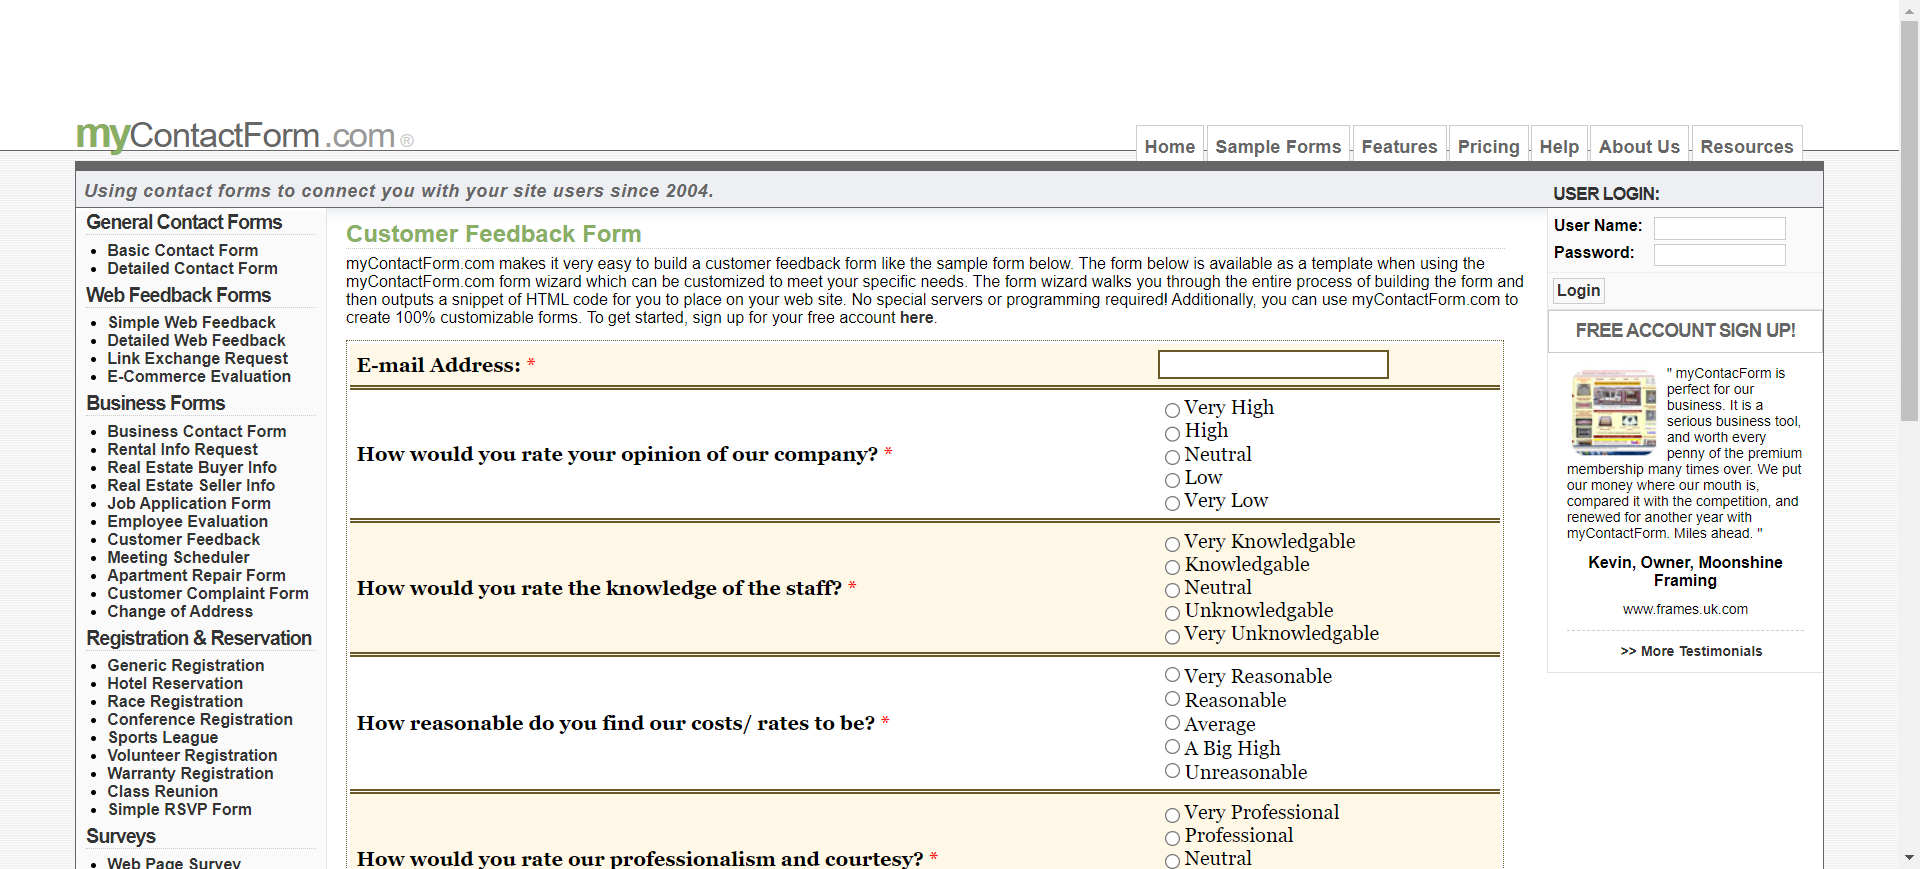 myContactForm.com ®
Home
Sample Forms
Features
Pricing
Help
About Us
Resources
Using contact forms to connect you with your site users since 2004.
USER LOGIN:
General Contact Forms
Basic Contact Form
Detailed Contact Form
Web Feedback Forms
Simple Web Feedback
Detailed Web Feedback
Link Exchange Request
E-Commerce Evaluation
Business Forms
Business Contact Form
Rental Info Request
Real Estate Buyer Info
Real Estate Seller Info
Job Application Form
Employee Evaluation
Customer Feedback
Meeting Scheduler
Apartment Repair Form
Customer Complaint Form
Change of Address
Registration & Reservation
Generic Registration
Hotel Reservation
Race Registration
Conference Registration
Sports League
Volunteer Registration
Warranty Registration
Class Reunion
Simple RSVP Form
Surveys
Web Page Survey
Customer Feedback Form
myContactForm.com makes it very easy to build a customer feedback form like the sample form below. The form below is available as a template when using the
myContactForm.com form wizard which can be customized to meet your specific needs. The form wizard walks you through the entire process of building the form and
then outputs a snippet of HTML code for you to place on your web site. No special servers or programming required! Additionally, you can use myContactForm.com to
create 100% customizable forms. To get started, sign up for your free account here.
E-mail Address: *
How would you rate your opinion of our company? *
Very High
High
Neutral
Low
Very Low
How would you rate the knowledge of the staff? *
Very Knowledgable
Knowledgable
Neutral
Unknowledgable
Very Unknowledgable
How reasonable do you find our costs/ rates to be? *
Very Reasonable
Reasonable
Average
A Big High
Unreasonable
How would you rate our professionalism and courtesy? *
Very Professional
Professional
Neutral
User Name:
Password:
Login
FREE ACCOUNT SIGN UP!
" myContacForm is
perfect for our
business. It is a
serious business tool,
and worth every
penny of the premium
membership many times over. We put
our money where our mouth is,
compared it with the competition, and
renewed for another year with
myContactForm. Miles ahead. "
Kevin, Owner, Moonshine
Framing
www.frames.uk.com
>> More Testimonials